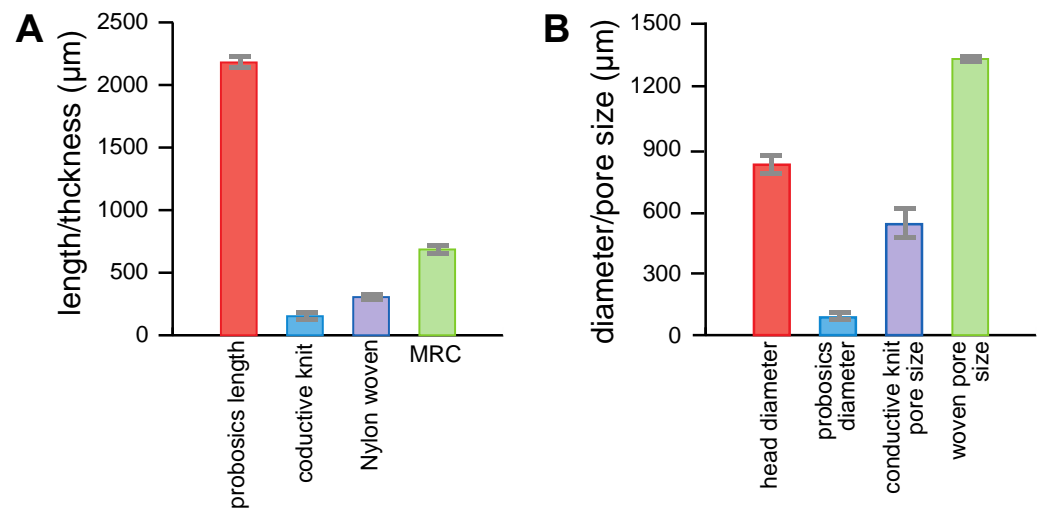 A
length/thckness (µm)
2500
2000
1500
1000
500
0
probosics length
coductive knit
Nylon woven
MRC
B
diameter/pore size (µm)
1500
1200
900
600
300
0
head diameter
probosics
diameter
conductive knit
pore size
woven pore
size